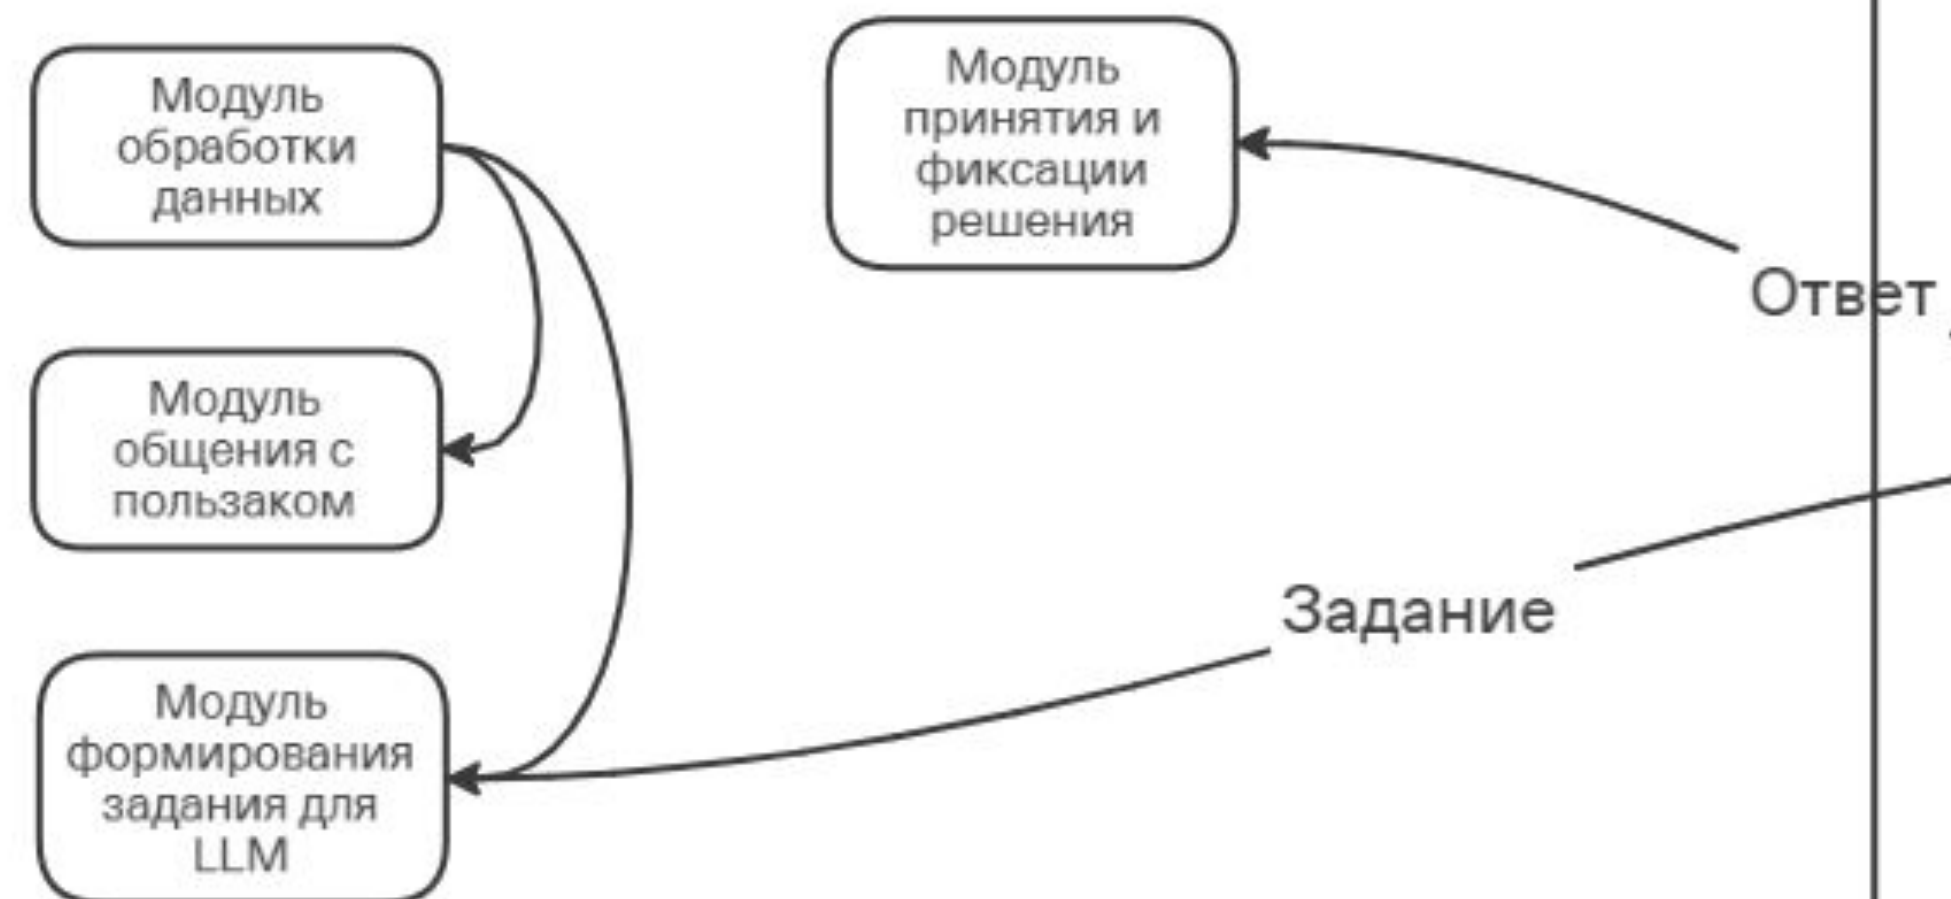 Модуль
обработки
данных
Модуль
принятия и
фиксации
решения
Ответ
Модуль
общения с
пользаком
Задание
Модуль
формирования
задания для
LLM